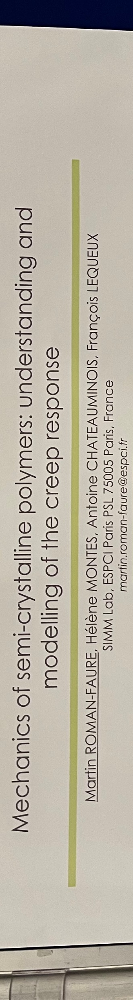 Mechanics of semi-crystalline polymers: understanding and
modelling of the creep response
Martin ROMAN-FAURE, Hélène MONTES, Antoine CHATEAUMINOIS, François LEQUEUX
SIMM Lab, ESPCI Paris PSL 75005 Paris, France
martin.roman-faure@espci.fr